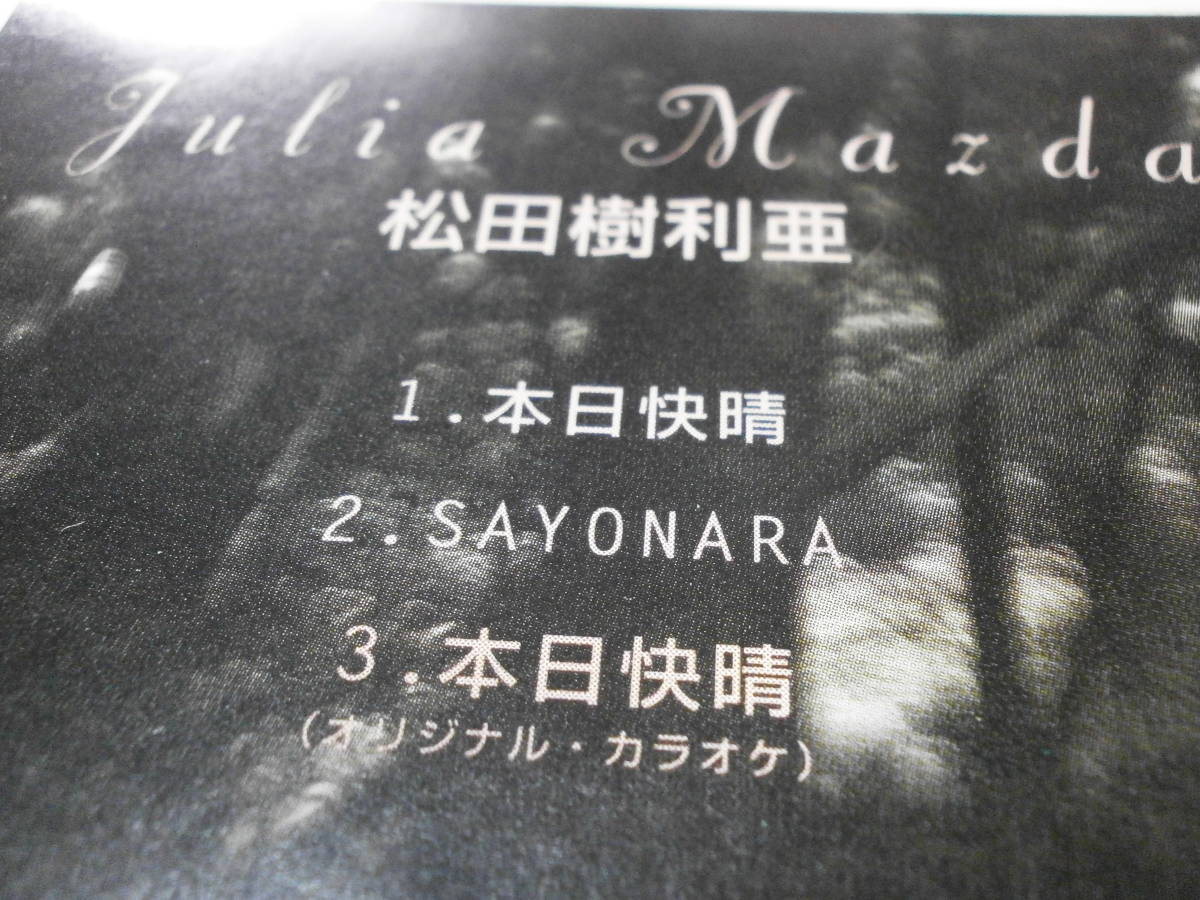 Julia Mazda
松田樹利亜
1.本日快晴
2.SAYONARA
3.本日快晴
(オリジナル・カラオケ)